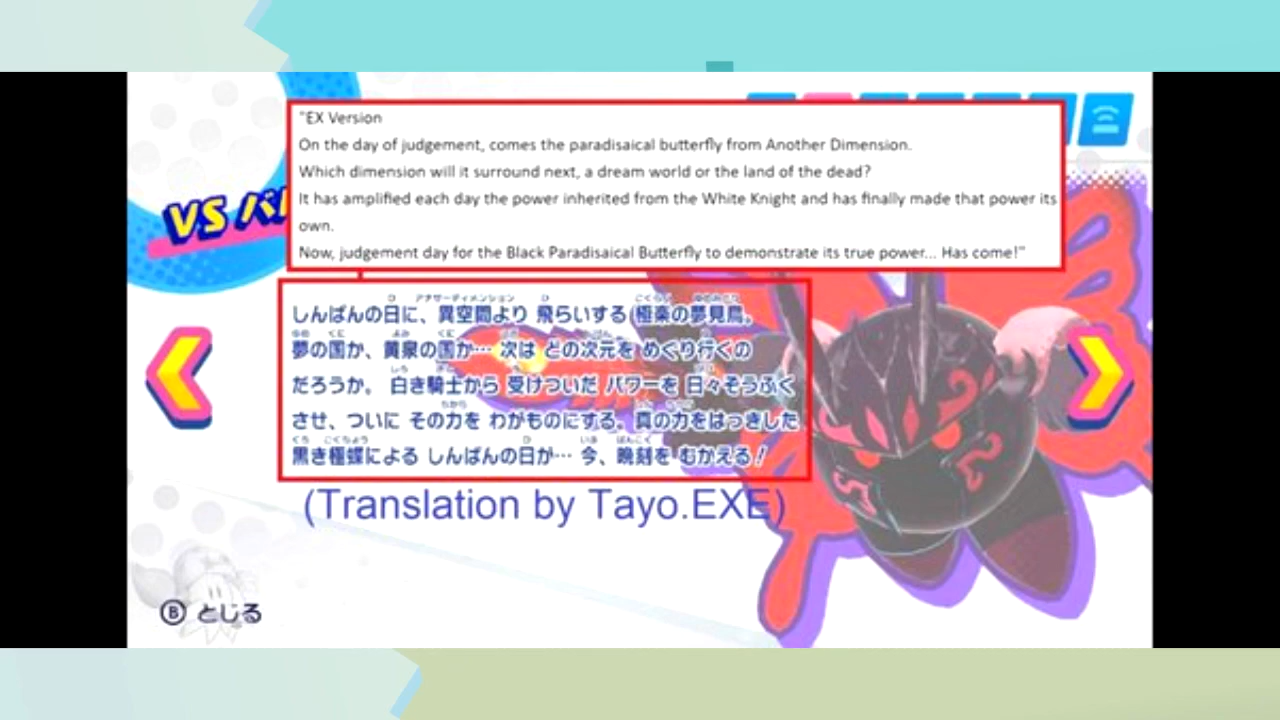 "EX Version
On the day of judgement, comes the paradisaical butterfly from Another Dimension.
Which dimension will it surround next, a dream world or the land of the dead?
It has amplified each day the power inherited from the White Knight and has finally made that power its
own.
Now, judgement day for the Black Paradisaical Butterfly to demonstrate its true power... Has come!"
VS バ
しんぱんの日に、異空間より 飛らいする 極楽の夢見鳥。
夢の国か、黄泉の国か… 次は どの次元を めぐり行くの
だろうか。 白き騎士から 受けついだ パワーを 日々ぞうふく
させ、ついに その力を わがものにする。真の力をはっきした
黒き極蝶による しんぱんの日が… 今、晩刻を むかえる!
(Translation by Tayo.EXE)
B とじる